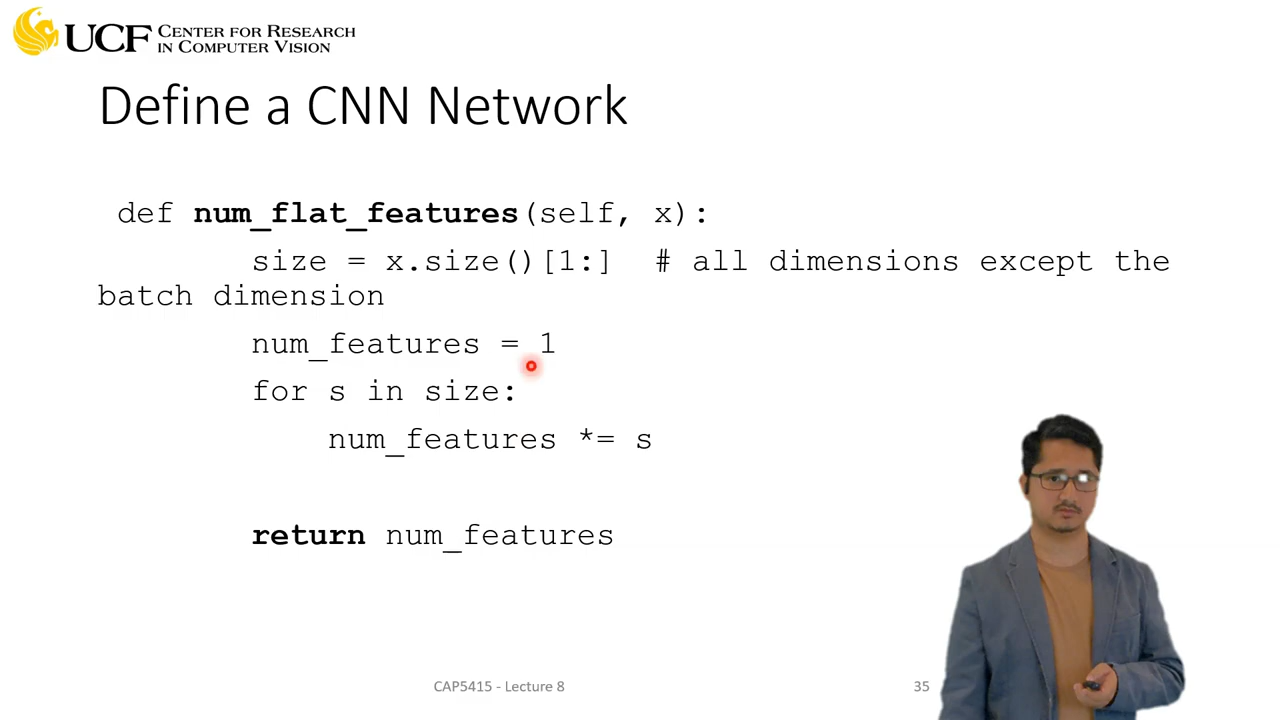 UCF CENTER FOR RESEARCH
IN COMPUTER VISION
Define a CNN Network
def num_flat_features(self, x):
size = x.size()[1:] # all dimensions except the
batch dimension
num_features = 1
for s in size:
num_features *= s
return num_features
CAP5415 - Lecture 8
35